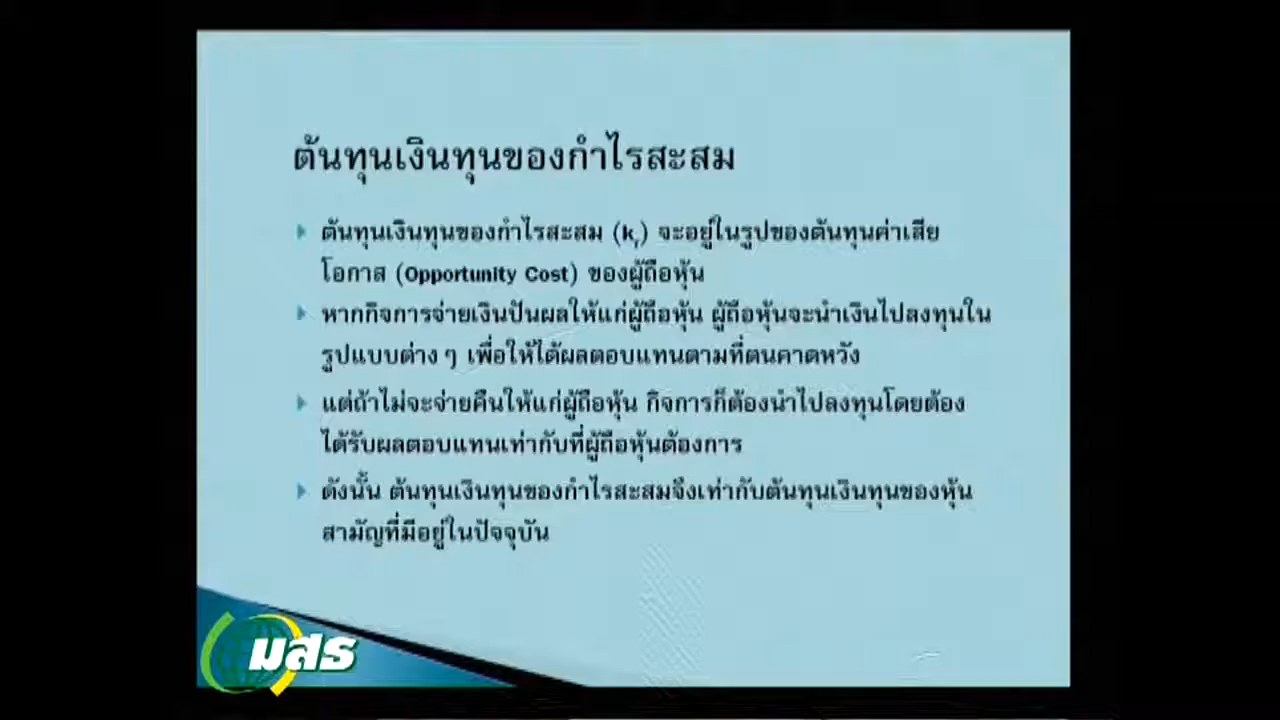 ต้นทุนเงินทุนของกำไรสะสม
ต้นทุนเงินทุนของกำไรสะสม (kr) จะอยู่ในรูปของต้นทุนค่าเสีย
โอกาส (Opportunity Cost) ของผู้ถือหุ้น
หากกิจการจ่ายเงินปันผลให้แก่ผู้ถือหุ้น ผู้ถือหุ้นจะนำเงินไปลงทุนใน
รูปแบบต่าง ๆ เพื่อให้ได้ผลตอบแทนตามที่ตนคาดหวัง
แต่ถ้าไม่จะจ่ายคืนให้แก่ผู้ถือหุ้น กิจการก็ต้องนำไปลงทุนโดยต้อง
ได้รับผลตอบแทนเท่ากับที่ผู้ถือหุ้นต้องการ
ดังนั้น ต้นทุนเงินทุนของกำไรสะสมจึงเท่ากับต้นทุนเงินทุนของหุ้น
สามัญที่มีอยู่ในปัจจุบัน
มสธ